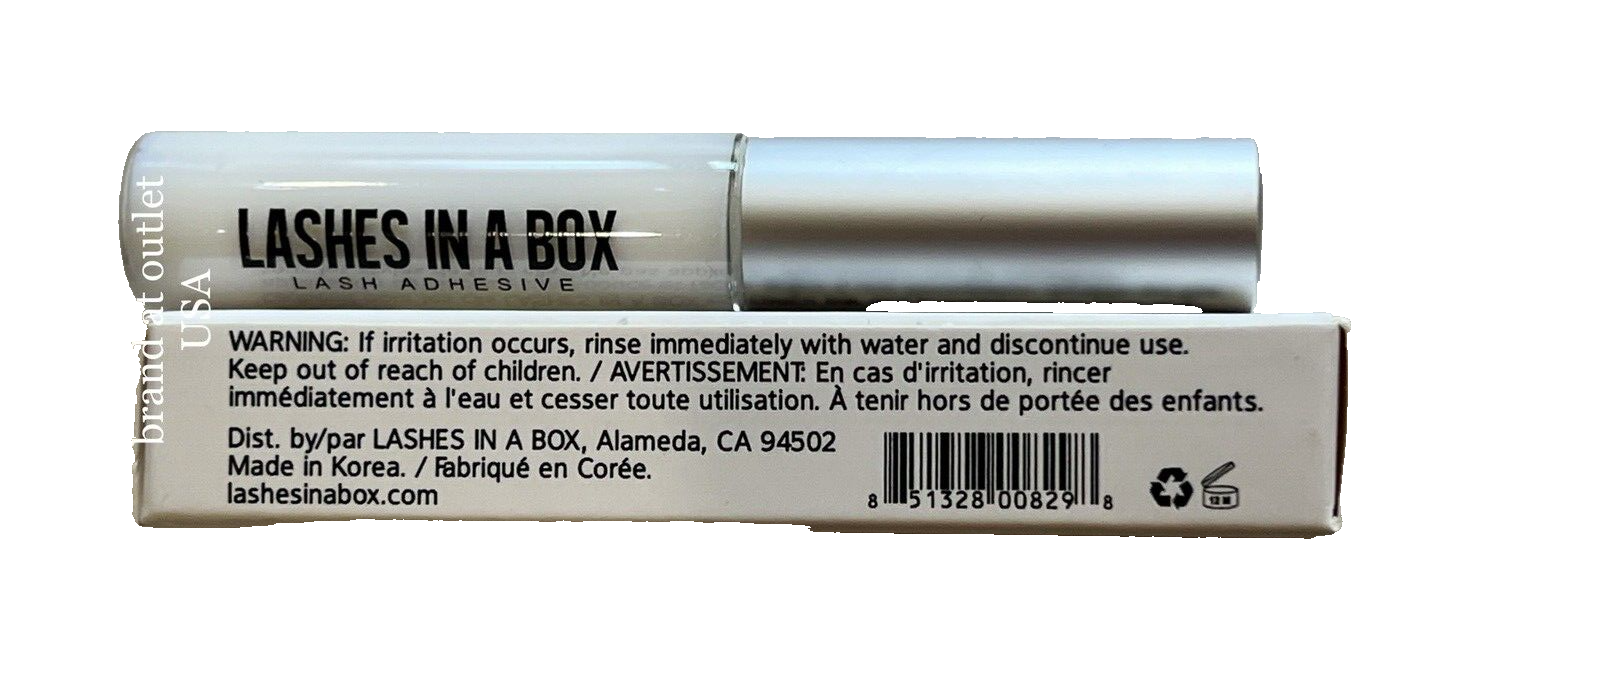 LASHES IN A BOX
LASH ADHESIVE
brand at outlet
USA
WARNING: If irritation occurs, rinse immediately with water and discontinue use.
Keep out of reach of children. / AVERTISSEMENT: En cas d'irritation, rincer
immédiatement à l'eau et cesser toute utilisation. À tenir hors de portée des enfants.
Dist. by/par LASHES IN A BOX, Alameda, CA 94502
Made in Korea. / Fabriqué en Corée.
lashesinabox.com
8 51328 00829 8
12 M